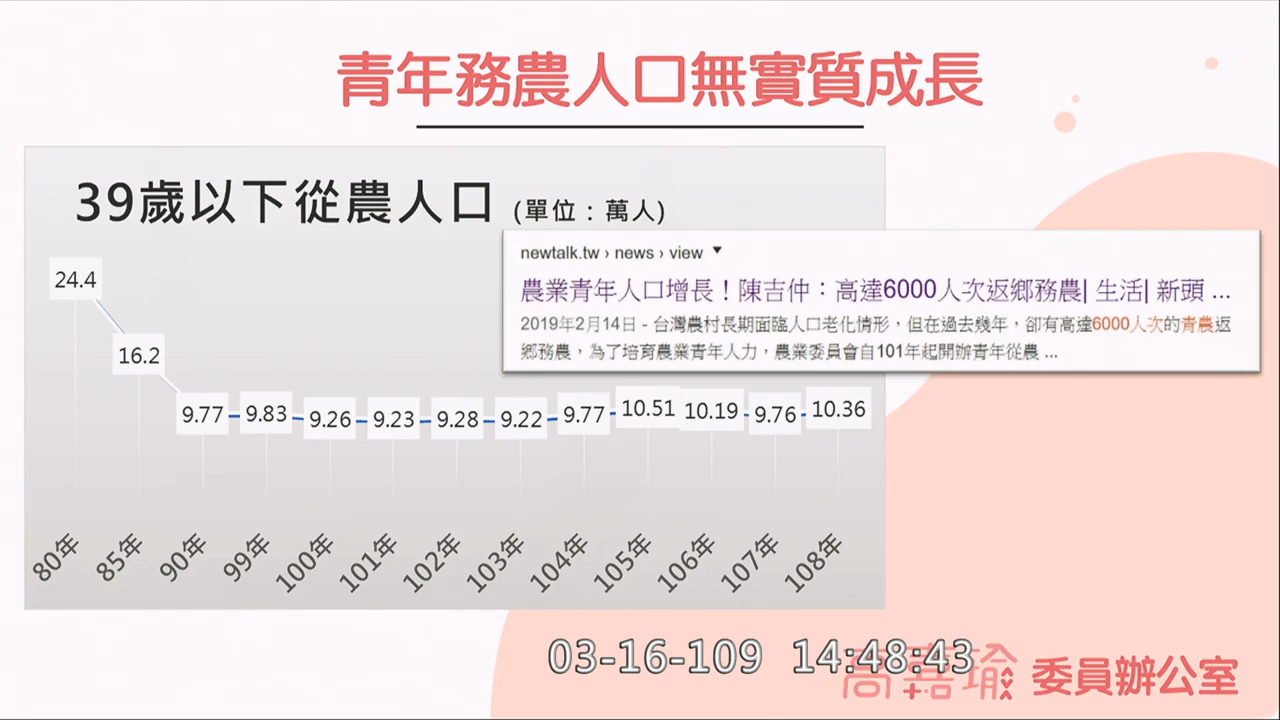 青年務農人口無實質成長
39歲以下從農人口 (單位：萬人)
newtalk.tw › news › view
農業青年人口增長！陳吉仲：高達6000人次返鄉務農| 生活| 新頭 ...
2019年2月14日 - 台灣農村長期面臨人口老化情形，但在過去幾年，卻有高達6000人次的青農返
鄉務農，為了培育農業青年人力，農業委員會自101年起開辦青年從農 ...
24.4
16.2
9.77 9.83 9.26 9.23 9.28 9.22 9.77 10.51 10.19 9.76 10.36
80年 85年 90年 99年 100年 101年 102年 103年 104年 105年 106年 107年 108年
03-16-109 14:48:43
高嘉瑜 委員辦公室